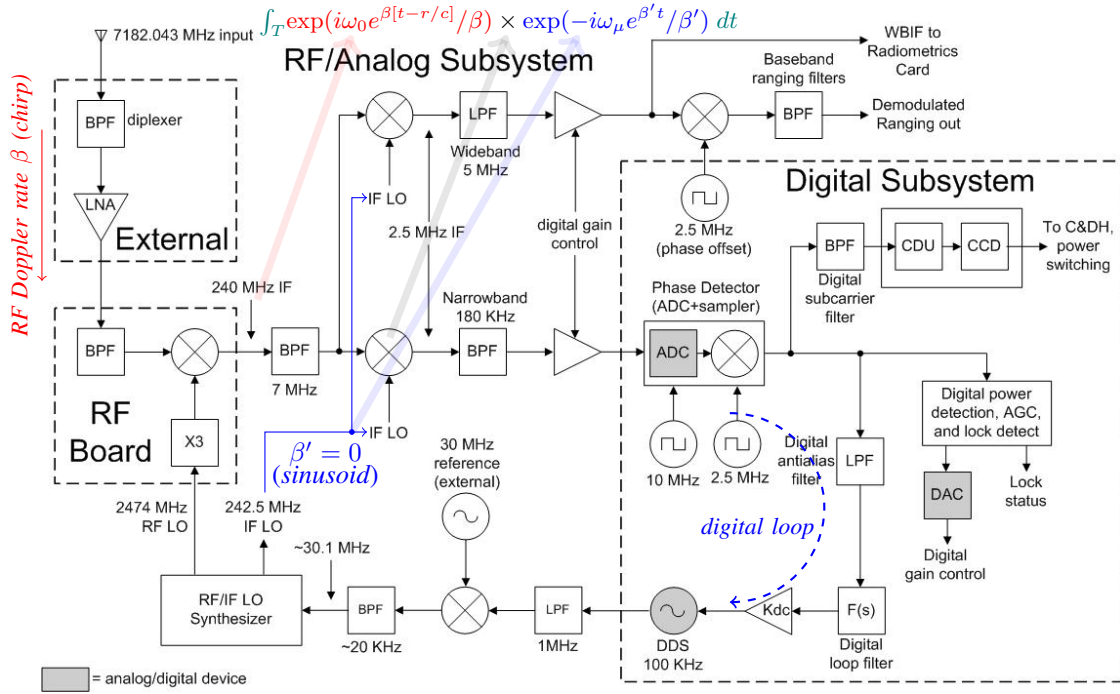 ∫_T exp(iω₀e^{β[t−r/c]}/β) × exp(−iω_μ e^{β′t}/β′) dt
7182.043 MHz input
RF/Analog Subsystem
WBIF to
Radiometrics
Card
Baseband
ranging filters
BPF
diplexer
LPF
BPF
Demodulated
Ranging out
Wideband
5 MHz
RF Doppler rate β (chirp)
LNA
External
IF LO
2.5 MHz IF
digital gain
control
2.5 MHz
(phase offset)
Digital Subsystem
BPF
CDU
CCD
To C&DH,
power
switching
Digital
subcarrier
filter
240 MHz IF
Narrowband
180 KHz
Phase Detector
(ADC+sampler)
BPF
BPF
7 MHz
BPF
ADC
RF
Board
X3
IF LO
β′ = 0
(sinusoid)
30 MHz
reference
(external)
10 MHz
2.5 MHz
Digital
antialias
filter
LPF
Digital power
detection, AGC,
and lock detect
DAC
Lock
status
Digital
gain control
2474 MHz
RF LO
242.5 MHz
IF LO
~30.1 MHz
digital loop
RF/IF LO
Synthesizer
BPF
~20 KHz
LPF
1MHz
DDS
100 KHz
Kdc
F(s)
Digital
loop filter
= analog/digital device